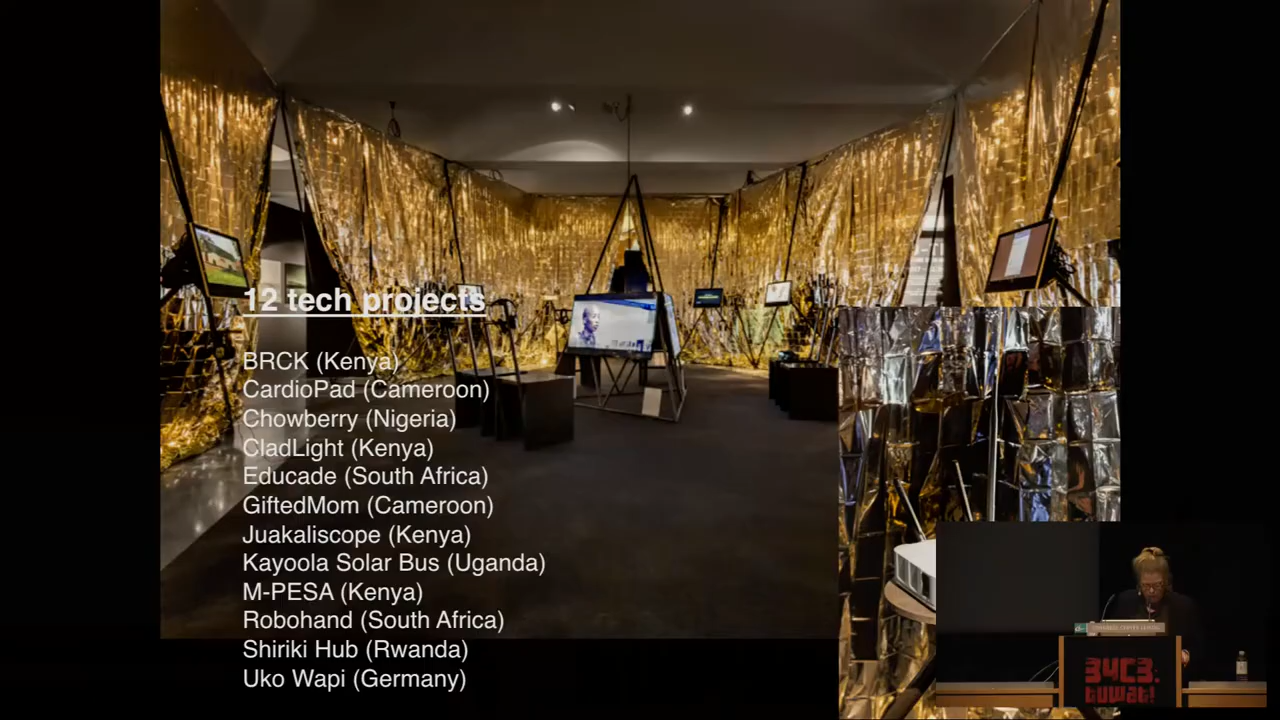 12 tech projects
BRCK (Kenya)
CardioPad (Cameroon)
Chowberry (Nigeria)
CladLight (Kenya)
Educade (South Africa)
GiftedMom (Cameroon)
Juakaliscope (Kenya)
Kayoola Solar Bus (Uganda)
M-PESA (Kenya)
Robohand (South Africa)
Shiriki Hub (Rwanda)
Uko Wapi (Germany)
34C3.
tuwat!